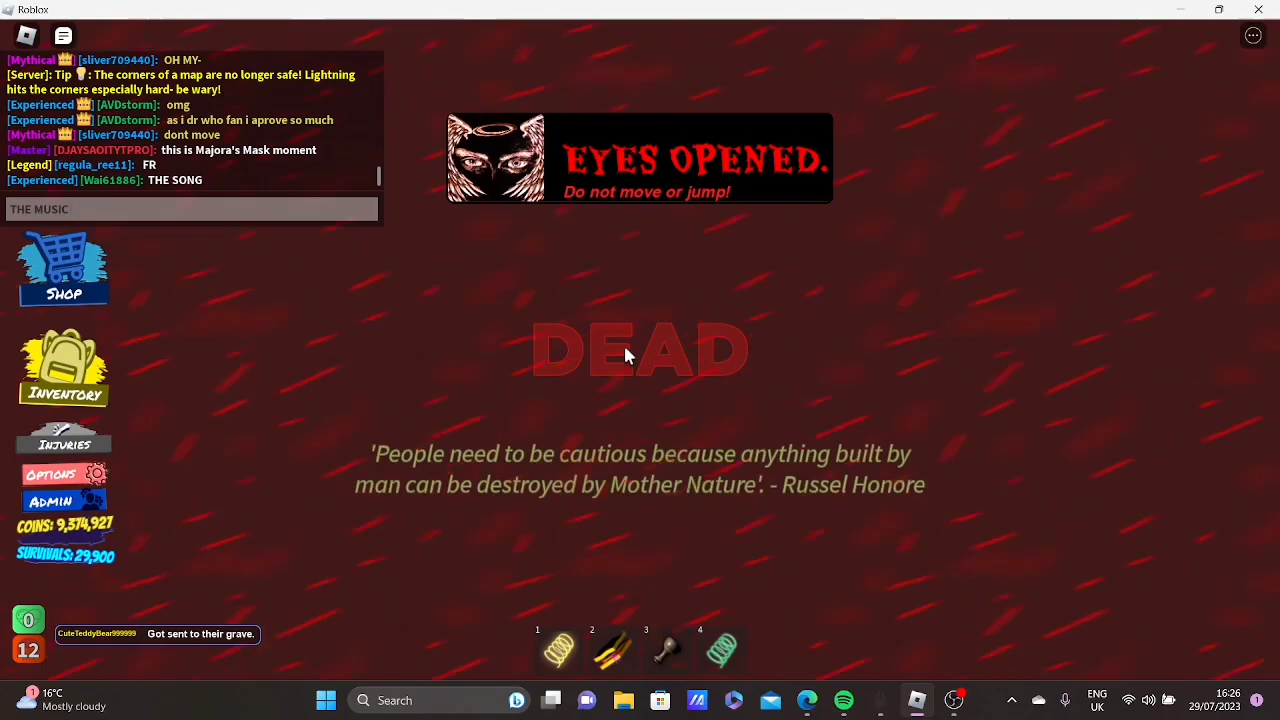 Roblox
[Mythical 👑] [sliver709440]: OH MY-
[Server]: Tip 💡: The corners of a map are no longer safe! Lightning
hits the corners especially hard- be wary!
[Experienced 👑] [AVDstorm]: omg
[Experienced 👑] [AVDstorm]: as i dr who fan i aprove so much
[Mythical 👑] [sliver709440]: dont move
[Master] [DJAYSAOITYTPRO]: this is Majora's Mask moment
[Legend] [regula_ree11]: FR
[Experienced] [Wai61886]: THE SONG
THE MUSIC
EYES OPENED.
Do not move or jump!
SHOP
DEAD
INVENTORY
INJURIES
'People need to be cautious because anything built by
man can be destroyed by Mother Nature'. - Russel Honore
OPTIONS
ADMIN
COINS: 9,374,927
SURVIVALS: 29,900
0
CuteTeddyBear999999 Got sent to their grave.
12
1 2 3 4
1
16°C
Mostly cloudy
Search
ENG
UK
16:26
29/07/2023
1